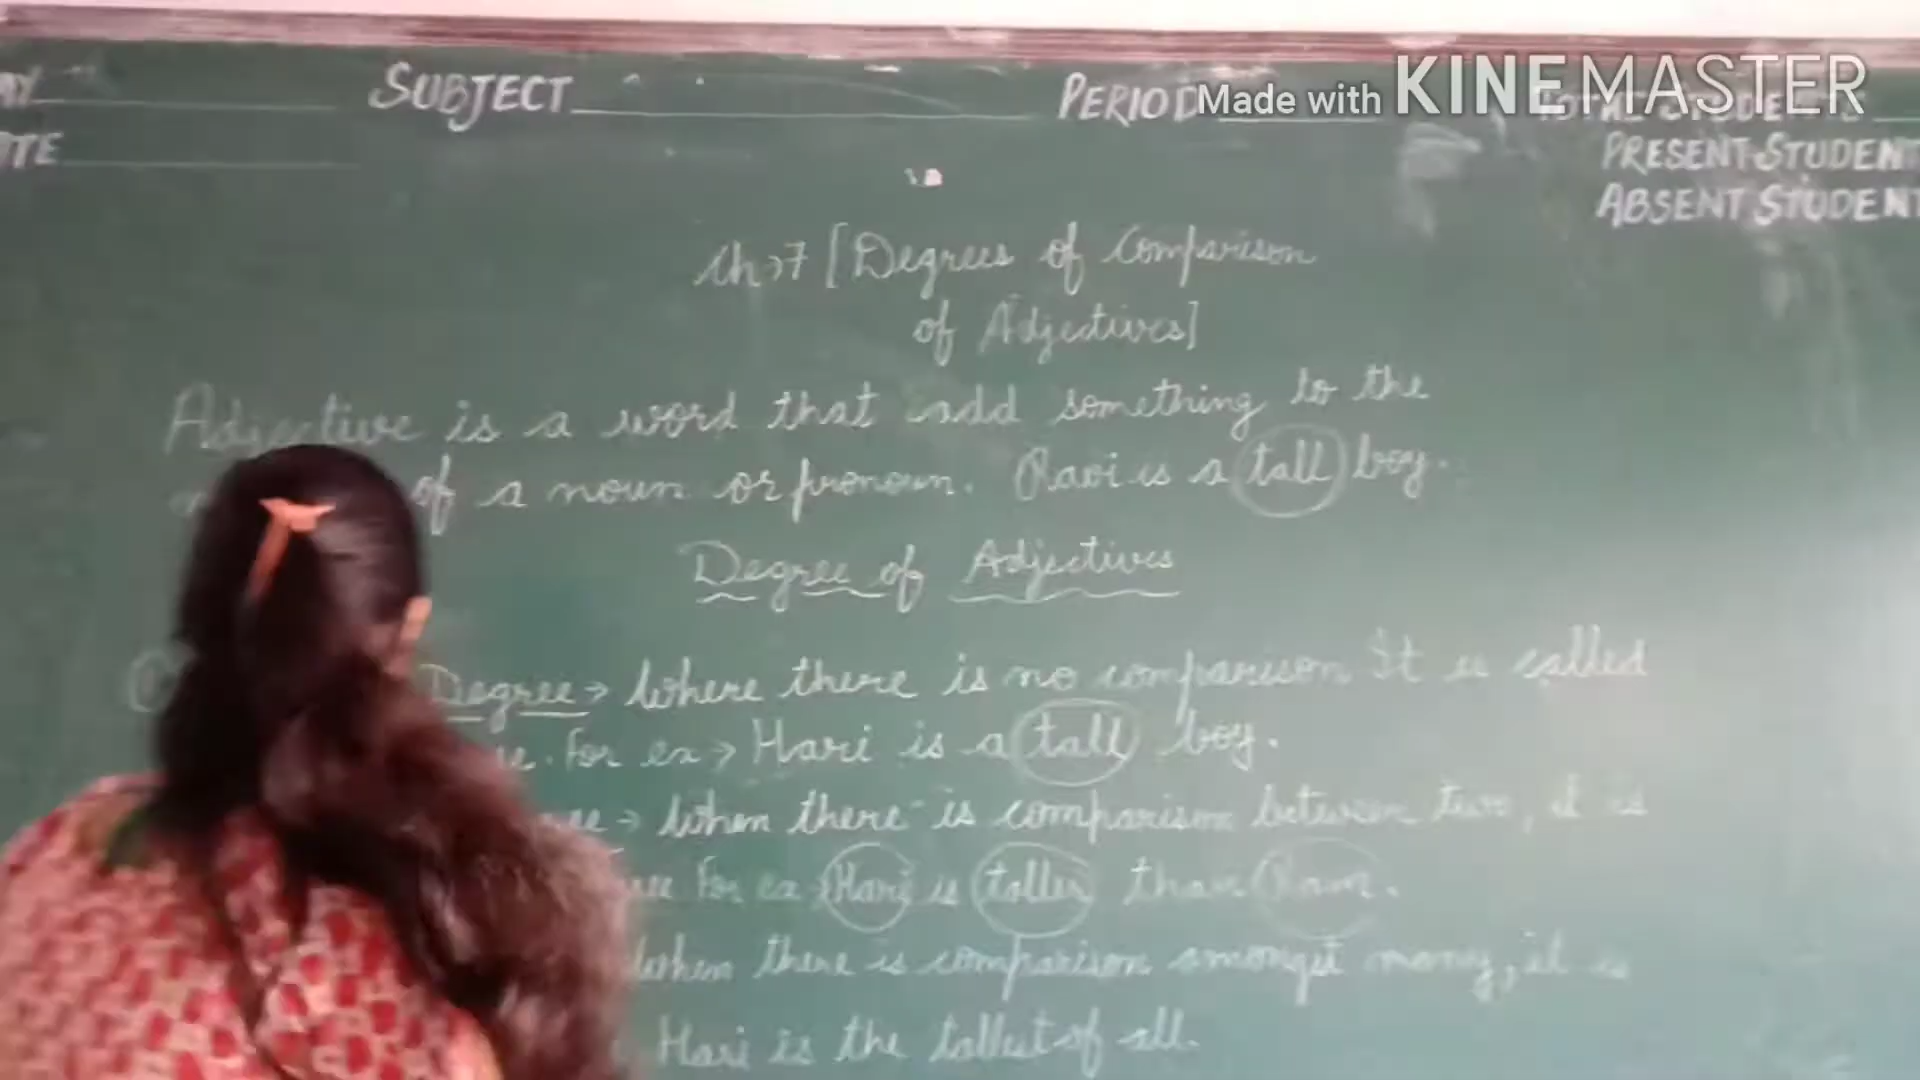 SUBJECT PERIOD Made with KINEMASTER
PRESENT STUDENT
ABSENT STUDENT
Ch→7 [Degrees of Comparison
of Adjectives]
Adjective is a word that add something to the
of a noun or pronoun. Ravi is a tall boy.
Degree of Adjectives
Degree → Where there is no comparison It is called
For ex → Hari is a tall boy.
→ When there is comparison between two, it is
For ex Hari is taller than Ram.
When there is comparison amongst many, it is
Hari is the tallest of all.